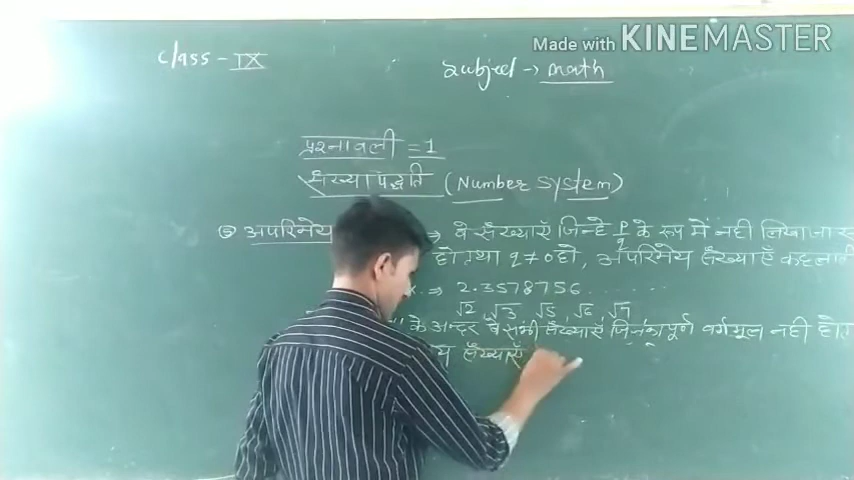 Made with KINEMASTER
Class - IX
Subject → math
प्रश्नावली = 1
संख्या पद्धति (Number System)
अपरिमेय → वे संख्याएँ जिन्हे p/q के रूप में नही लिखा जा
हो तथा q ≠ 0 हो, अपरिमेय संख्याएँ कहलाती
x. ⇒ 2.3578756......
√2, √3, √5, √6, √7
" के अन्दर वे सभी संख्याएँ जिनका पूर्ण वर्गमूल नही
संख्याएँ